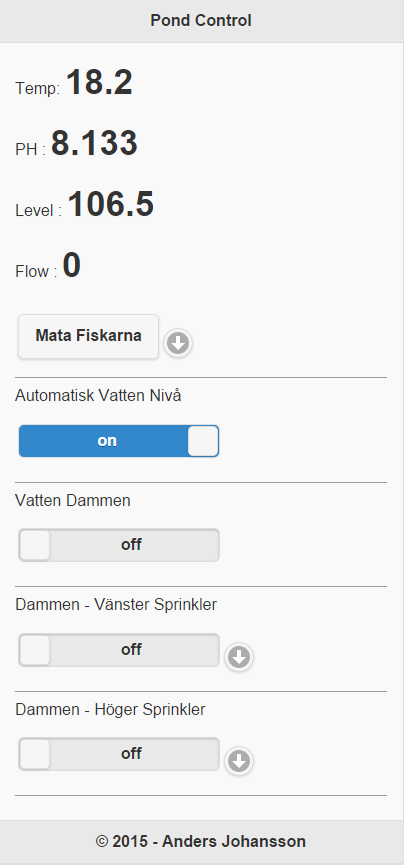 Pond Control
Temp: 18.2
PH : 8.133
Level : 106.5
Flow : 0
Mata Fiskarna
Automatisk Vatten Nivå
on
Vatten Dammen
off
Dammen - Vänster Sprinkler
off
Dammen - Höger Sprinkler
off
© 2015 - Anders Johansson